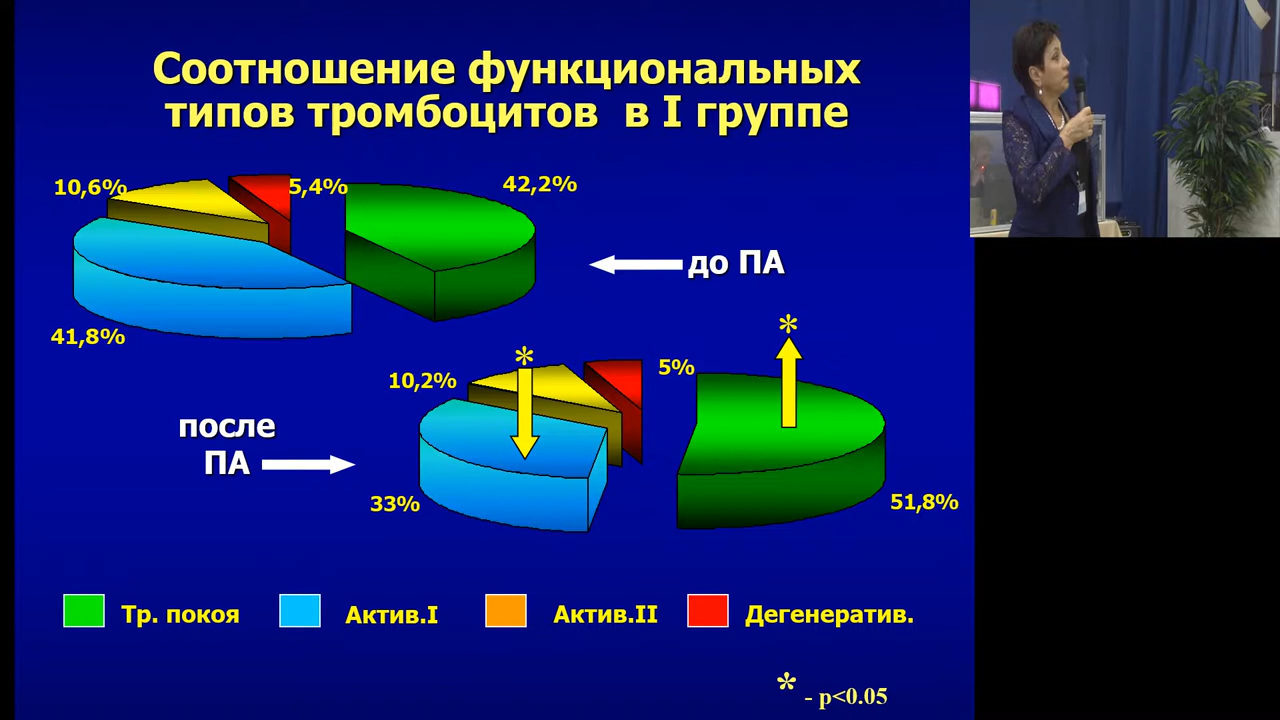 Соотношение функциональных
типов тромбоцитов в I группе
10,6%
5,4%
42,2%
до ПА
41,8%
*
*
10,2%
5%
после
ПА
33%
51,8%
Тр. покоя
Актив.I
Актив.II
Дегенератив.
* - p<0.05